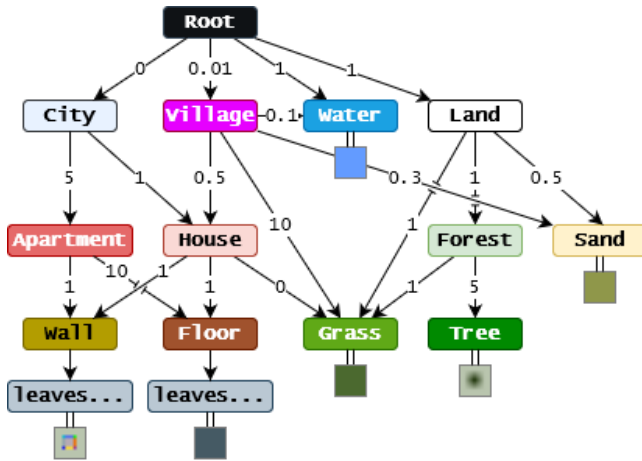 Root
0
0.01
1
1
City
Village
0.1
Water
Land
5
1
0.5
10
0.3
1
1
0.5
Apartment
House
Forest
Sand
1
10
1
1
0
1
5
Wall
Floor
Grass
Tree
leaves...
leaves...